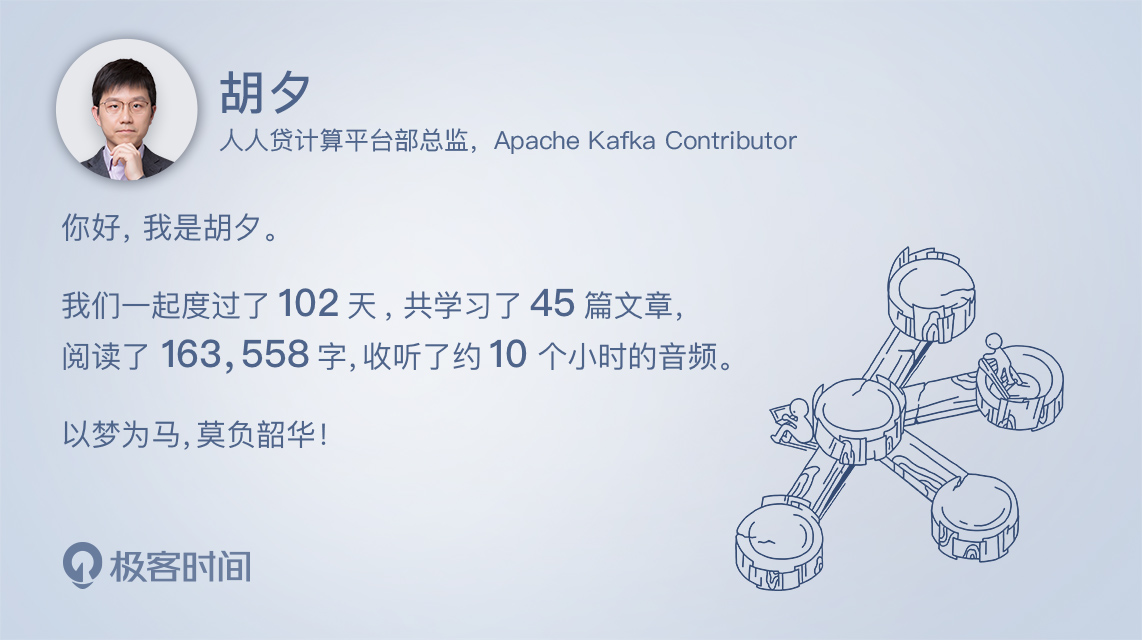 胡夕
人人贷计算平台部总监，Apache Kafka Contributor
你好，我是胡夕。
我们一起度过了 102 天，共学习了 45 篇文章，
阅读了 163,558 字，收听了约 10 个小时的音频。
以梦为马，莫负韶华！
极客时间